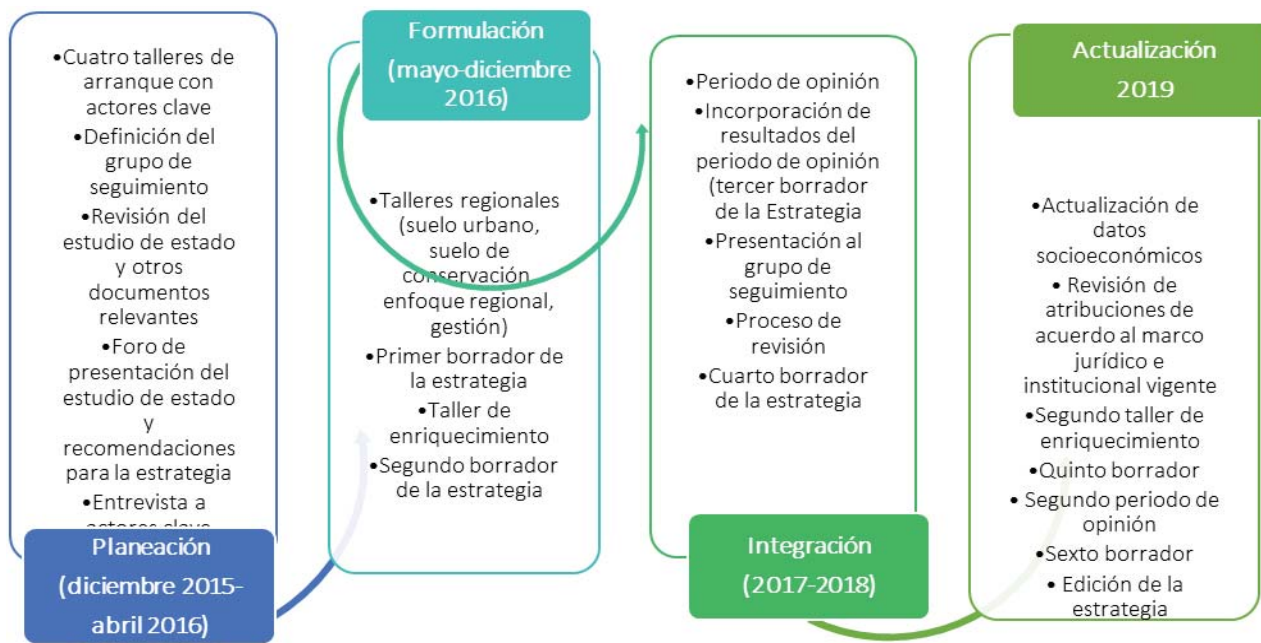 •Cuatro talleres de
arranque con
actores clave
•Definición del
grupo de
seguimiento
•Revisión del
estudio de estado
y otros
documentos
relevantes
•Foro de
presentación del
estudio de estado
y
recomendaciones
para la estrategia
•Entrevista a
actores clave
Planeación
(diciembre 2015-
abril 2016)
Formulación
(mayo-diciembre
2016)
•Talleres regionales
(suelo urbano,
suelo de
conservación,
enfoque regional,
gestión)
•Primer borrador de
la estrategia
•Taller de
enriquecimiento
•Segundo borrador
de la estrategia
•Periodo de opinión
•Incorporación de
resultados del
periodo de opinión
(tercer borrador
de la Estrategia
•Presentación al
grupo de
seguimiento
•Proceso de
revisión
•Cuarto borrador
de la estrategia
Integración
(2017-2018)
Actualización
2019
•Actualización de
datos
socioeconómicos
• Revisión de
atribuciones de
acuerdo al marco
jurídico e
institucional vigente
•Segundo taller de
enriquecimiento
•Quinto borrador
• Segundo periodo de
opinión
•Sexto borrador
• Edición de la
estrategia